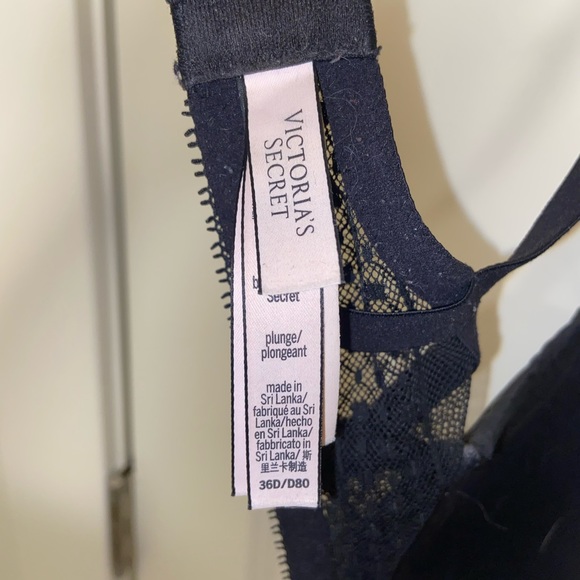 VICTORIA'S
SECRET
Secret
plunge/
plongeant
made in
Sri Lanka/
fabriqué au Sri
Lanka/hecho
en Sri Lanka/
fabbricato in
Sri Lanka/ 斯
里兰卡制造
36D/D80